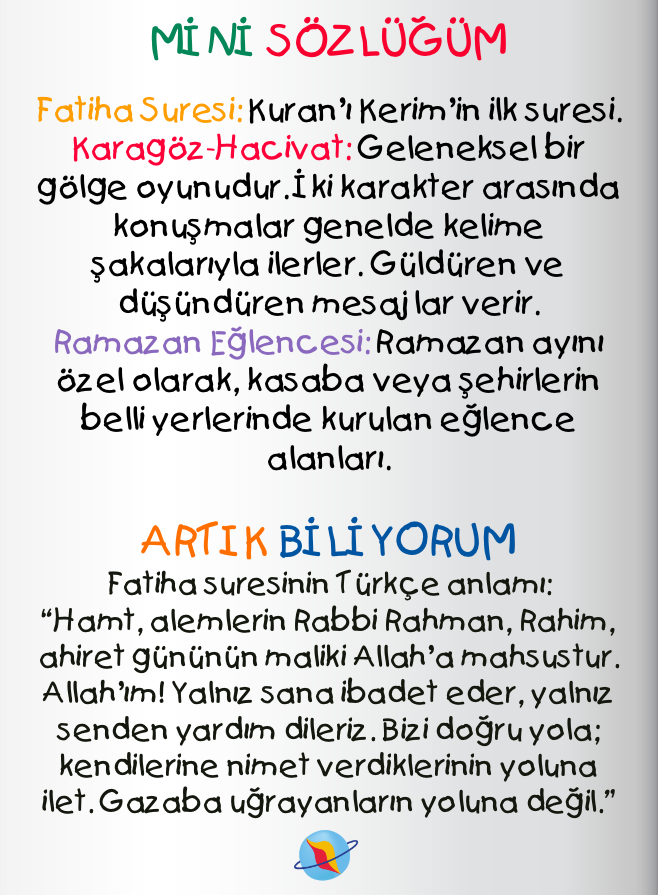 MİNİ SÖZLÜĞÜM
Fatiha Suresi: Kuran'ı Kerim'in ilk suresi.
Karagöz-Hacivat: Geleneksel bir
gölge oyunudur.İki karakter arasında
konuşmalar genelde kelime
şakalarıyla ilerler. Güldüren ve
düşündüren mesajlar verir.
Ramazan Eğlencesi: Ramazan ayını
özel olarak, kasaba veya şehirlerin
belli yerlerinde kurulan eğlence
alanları.
ARTIK BİLİYORUM
Fatiha suresinin Türkçe anlamı:
“Hamt, alemlerin Rabbi Rahman, Rahim,
ahiret gününün maliki Allah'a mahsustur.
Allah'ım! Yalnız sana ibadet eder, yalnız
senden yardım dileriz. Bizi doğru yola;
kendilerine nimet verdiklerinin yoluna
ilet. Gazaba uğrayanların yoluna değil.”